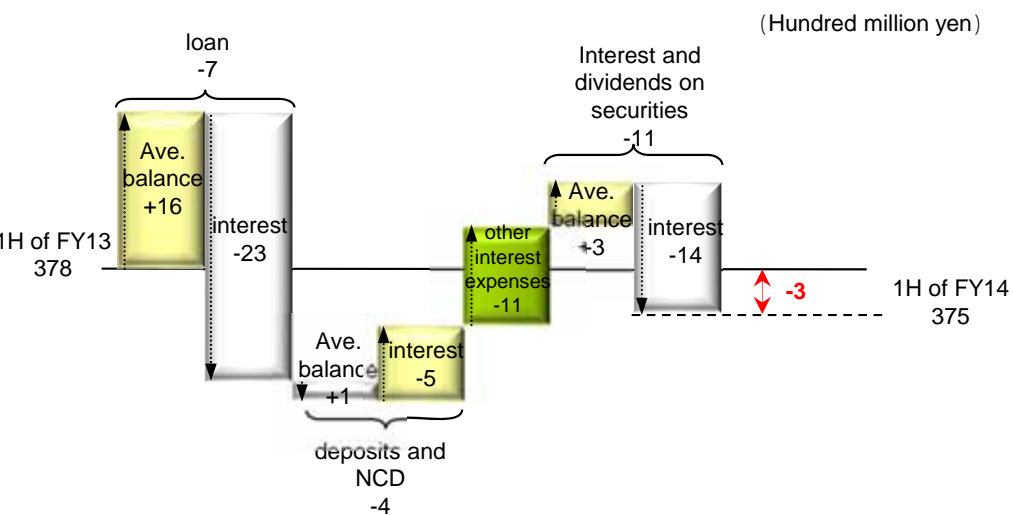 (Hundred million yen)
loan
-7
Interest and
dividends on
securities
-11
Ave.
balance
+16
interest
-23
1H of FY13
378
Ave.
balance
+1
interest
-5
deposits and
NCD
-4
other
interest
expenses
-11
Ave.
balance
+3
interest
-14
-3
1H of FY14
375